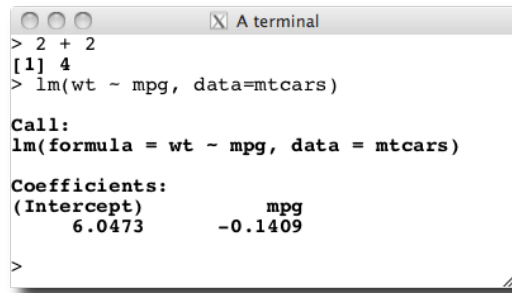 A terminal
> 2 + 2
[1] 4
> lm(wt ~ mpg, data=mtcars)
Call:
lm(formula = wt ~ mpg, data = mtcars)
Coefficients:
(Intercept) mpg
6.0473 -0.1409
>